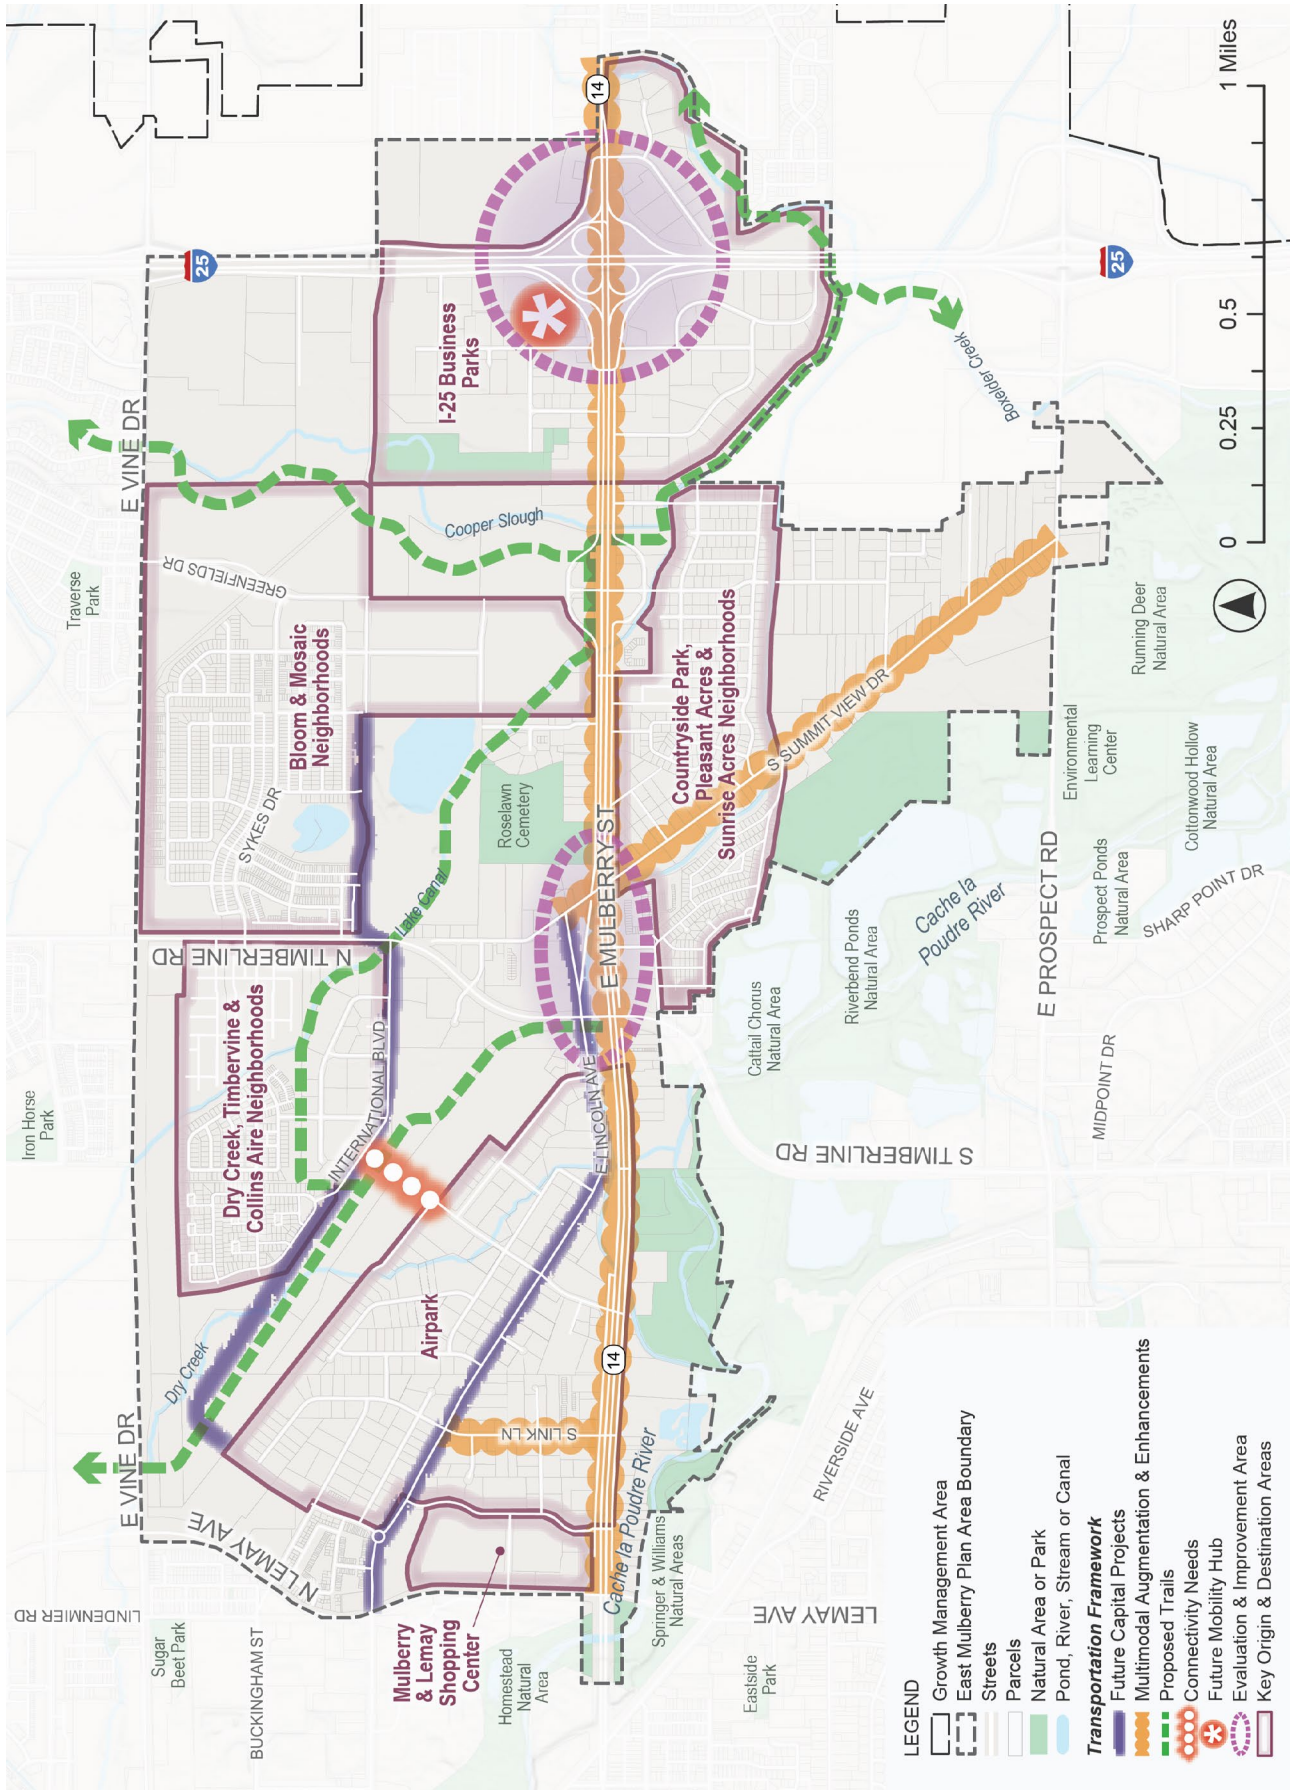 E VINE DR
E VINE DR
LINDENMIER RD
Sugar
Beet Park
BUCKINGHAM ST
N LEMAY AVE
Dry Creek
Iron Horse
Park
Dry Creek, Timbervine &
Collins Aire Neighborhoods
INTERNATIONAL BLVD
N TIMBERLINE RD
Traverse
Park
SYKES DR
Bloom & Mosaic
Neighborhoods
GREENFIELDS DR
25
Lake Canal
Cooper Slough
I-25 Business
Parks
Mulberry
& Lemay
Shopping
Center
Homestead
Natural
Area
Airpark
S LINK LN
E LINCOLN AVE
Roselawn
Cemetery
14
E MULBERRY ST
14
Cache la Poudre River
Springer & Williams
Natural Areas
LEMAY AVE
Eastside
Park
RIVERSIDE AVE
S TIMBERLINE RD
Cattail Chorus
Natural Area
Riverbend Ponds
Natural Area
Cache la
Poudre River
Countryside Park,
Pleasant Acres &
Sunrise Acres Neighborhoods
S SUMMIT VIEW DR
Boxelder Creek
E PROSPECT RD
MIDPOINT DR
Prospect Ponds
Natural Area
SHARP POINT DR
Environmental
Learning
Center
Cottonwood Hollow
Natural Area
Running Deer
Natural Area
25
LEGEND
Growth Management Area
East Mulberry Plan Area Boundary
Streets
Parcels
Natural Area or Park
Pond, River, Stream or Canal
Transportation Framework
Future Capital Projects
Multimodal Augmentation & Enhancements
Proposed Trails
Connectivity Needs
Future Mobility Hub
Evaluation & Improvement Area
Key Origin & Destination Areas
0 0.25 0.5 1 Miles